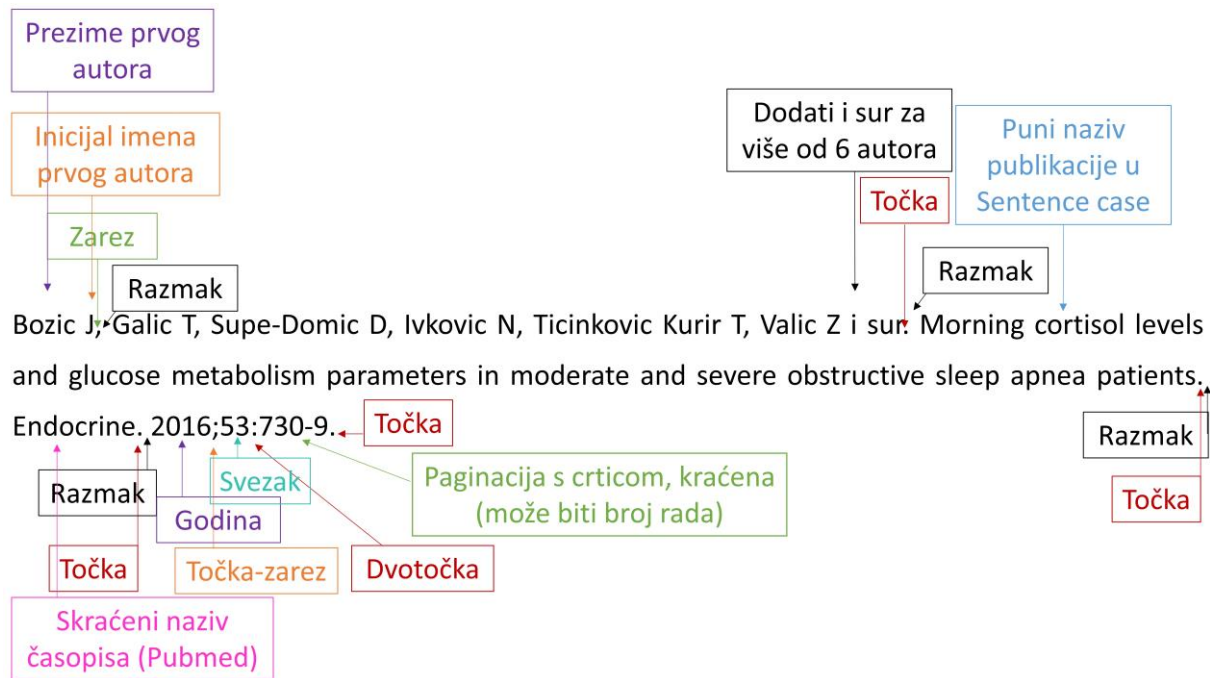 Prezime prvog
autora
Inicijal imena
prvog autora
Zarez
Razmak
Dodati i sur za
više od 6 autora
Točka
Razmak
Puni naziv
publikacije u
Sentence case
Bozic J, Galic T, Supe-Domic D, Ivkovic N, Ticinkovic Kurir T, Valic Z i sur. Morning cortisol levels
and glucose metabolism parameters in moderate and severe obstructive sleep apnea patients.
Endocrine. 2016;53:730-9.
Točka
Razmak
Točka
Razmak
Svezak
Godina
Paginacija s crticom, kraćena
(može biti broj rada)
Točka
Točka-zarez
Dvotočka
Skraćeni naziv
časopisa (Pubmed)